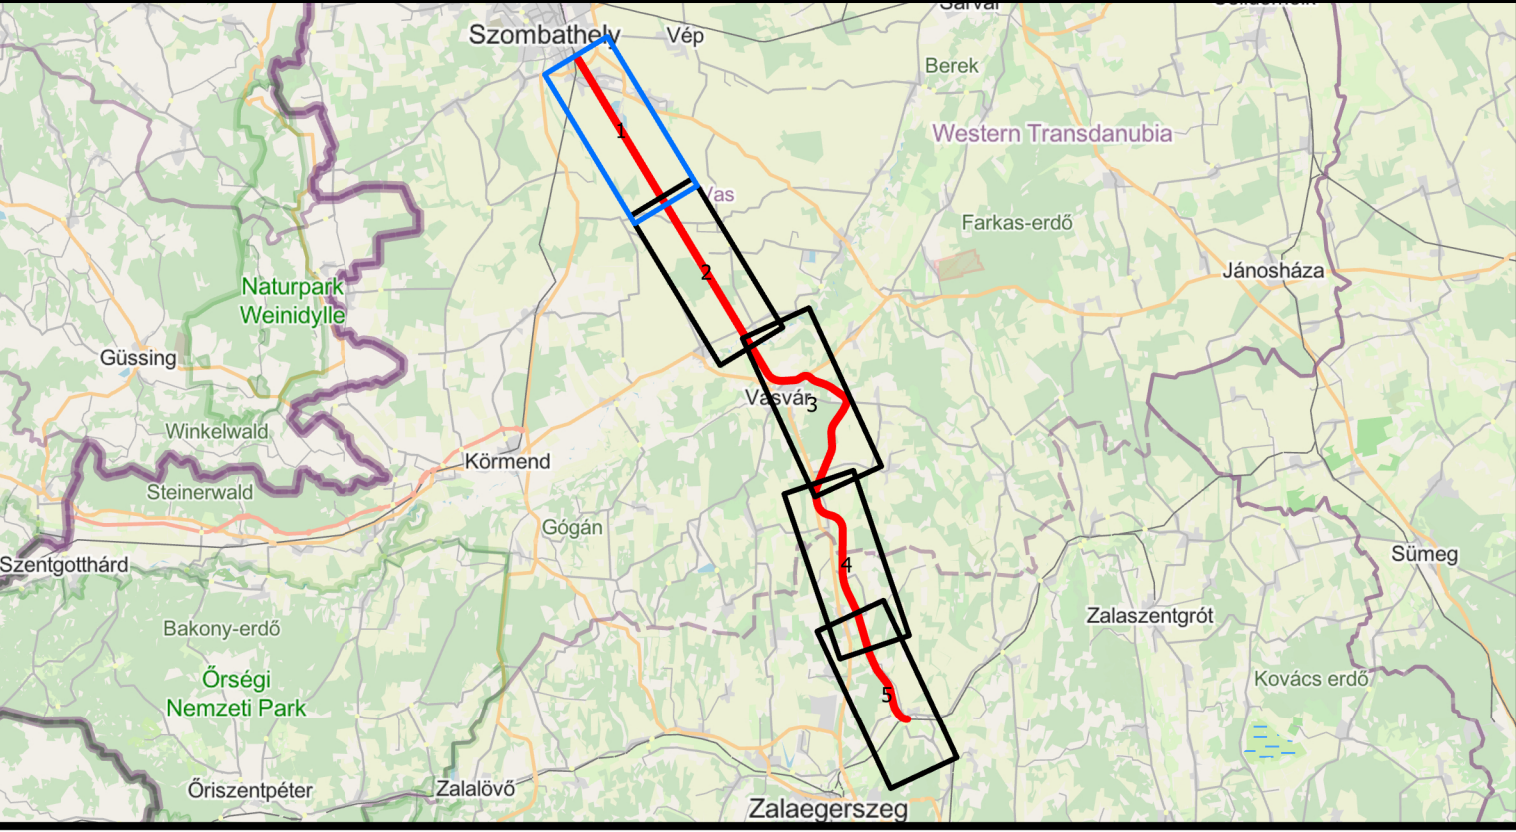 Sárvár
Szombathely
Vép
Berek
Western Transdanubia
1
Vas
Farkas-erdő
2
Jánosháza
Naturpark
Weinidylle
Güssing
Vasvár
3
Winkelwald
Körmend
Steinerwald
Gógán
Szentgotthárd
4
Sümeg
Zalaszentgrót
Bakony-erdő
Őrségi
Nemzeti Park
Kovács erdő
5
Őriszentpéter
Zalalövő
Zalaegerszeg